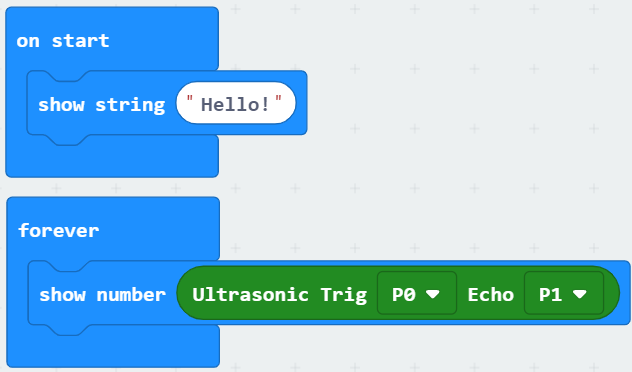 on start
show string "Hello!"
forever
show number Ultrasonic Trig P0 Echo P1